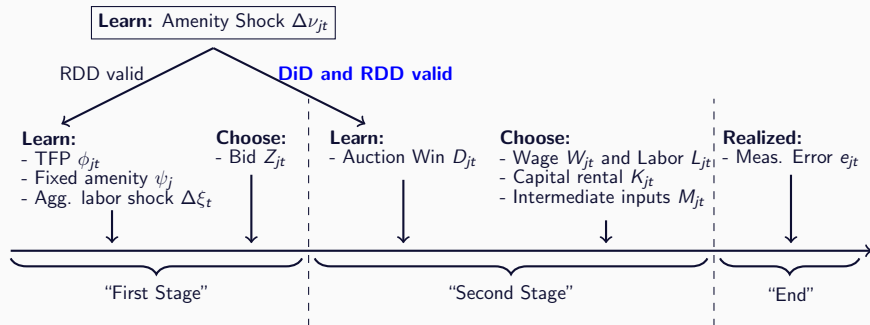 Learn: Amenity Shock Δν_jt
RDD valid
DiD and RDD valid
Learn:
- TFP ϕ_jt
- Fixed amenity ψ_j
- Agg. labor shock Δξ_t
Choose:
- Bid Z_jt
Learn:
- Auction Win D_jt
Choose:
- Wage W_jt and Labor L_jt
- Capital rental K_jt
- Intermediate inputs M_jt
Realized:
- Meas. Error e_jt
“First Stage”
“Second Stage”
“End”